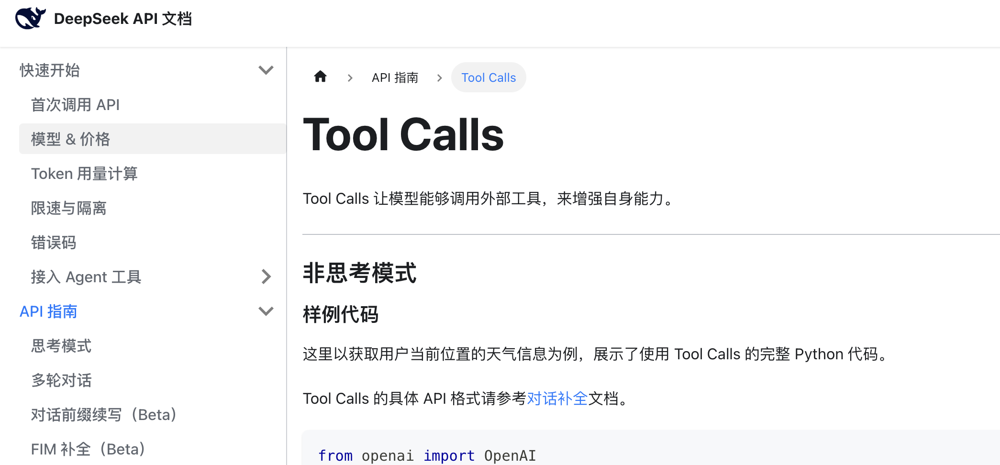 DeepSeek API 文档
快速开始
首次调用 API
模型 & 价格
Token 用量计算
限速与隔离
错误码
接入 Agent 工具
API 指南
思考模式
多轮对话
对话前缀续写（Beta）
FIM 补全（Beta）
API 指南
Tool Calls
Tool Calls
Tool Calls 让模型能够调用外部工具，来增强自身能力。
非思考模式
样例代码
这里以获取用户当前位置的天气信息为例，展示了使用 Tool Calls 的完整 Python 代码。
Tool Calls 的具体 API 格式请参考对话补全文档。
from openai import OpenAI